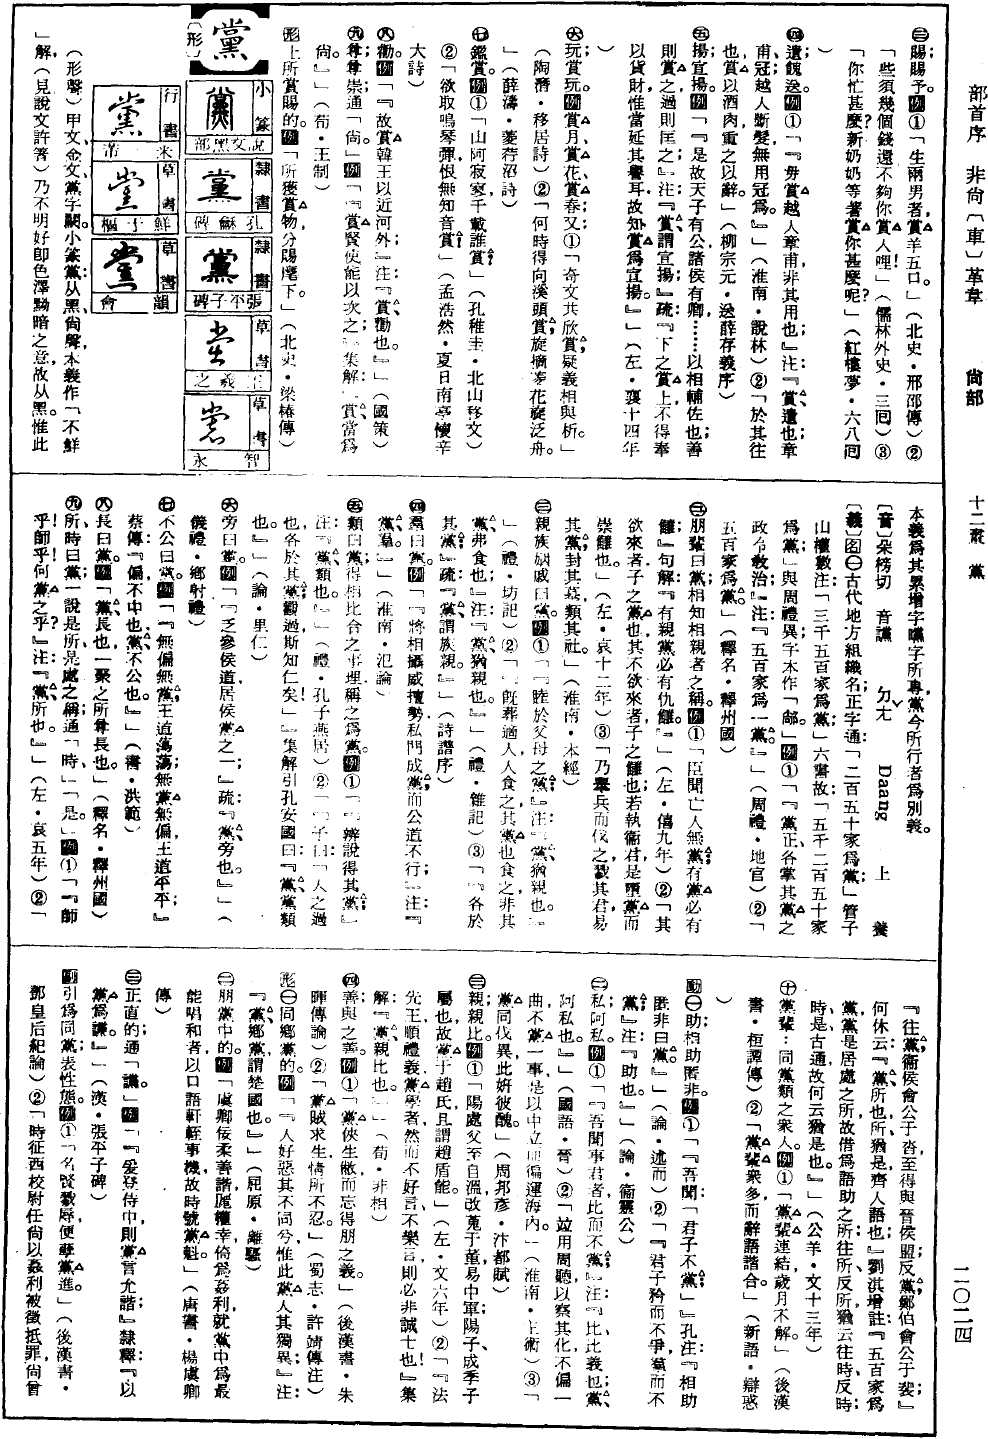 部首序　非尙〔車〕革韋　尙部　十二叢　黨　二〇二四
㊂賜賜予。例①「生兩男者賞羊五口」（北史・邢邵傳）②
「些須幾個錢還不夠你賞人哩！」（儒林外史・三回）③
「你忙甚麼？新奶奶等著賞你甚麼呢？」（紅樓夢・六八回
）
㊃遺餽送。例①「『毋賞越人章甫，非其用也』注：『賞遺也；章
甫冠；越人斷髮，無用冠爲。』」（淮南・說林）②「於其往
也，賞以酒肉，重之以辭。」（柳宗元・送薛存義序）
㊄揚宣揚。例「『是故天子有公，諸侯有卿……以相輔佐也；善
則賞之，過則匡之』注：『賞謂宣揚』疏：『下之賞上，不得奉
以貨財，惟當延其譽耳，故知賞爲宣揚。』」（左・襄十四年
）
㊅玩賞玩。例賞月、賞花、賞春。又①「奇文共欣賞，疑義相與析。」
（陶潛・移居詩）②「何時得向溪頭賞，旋摘菱花旋泛舟。
」（薛濤・菱荇沼詩）
㊆鑑賞。例①「山阿寂寥，千載誰賞」（孔稚圭・北山移文）
②「欲取鳴琴彈，恨無知音賞」（孟浩然・夏日南亭懷辛
大詩）
㊇勸。例「『故賞韓王以近河外』注：『賞，勸也。』」（國策）
㊈尊尊崇；通「尙。」例「『賞賢使能以次之』集解：『賞，當爲
尙。』」（荀・王制）
形上所賞賜的。例「所獲賞物，分賜麾下。」（北史・梁椿傳）
黨
〔形〕
小篆　說文黑部
隷書　孔龢碑
隷書　張平子碑
草書　王羲之
草書　智永
行書　米芾
草書　鮮于樞
草書　韻會
（形聲）甲文、金文黨字闕。小篆黨：从黑，尙聲，本義作「不鮮
」解，（見說文許箸）乃不明好卽色澤黝暗之意，故从黑。惟此
本義爲其累增字曭字所專，黨今所行者爲別義。
〔音〕朵榜切　音讜　ㄉㄤˇ　Daang　上　養
〔義〕图㊀古代地方組織名；正字通「二百五十家爲黨」管子
山權數注：「三千五百家爲黨」六書故：「五千二百五十家
爲黨」與周禮異；字本作「鄗。」例①「『黨正各掌其黨之
政令敎治』注：『五百家爲一黨。』」（周禮・地官）②「
五百家爲黨。」（釋名・釋州國）
㊁朋輩曰黨，相知相親者之稱。例①「臣聞亡人無黨，有黨必有
讎』句解：『有親黨，必有仇讎。』」（左・僖九年）②「其
欲來者，子之黨也；其不欲來者，子之讎也；若執衞君，是墮黨而
崇讎也。」（左・哀十二年）③「乃舉兵而伐之，戮其君，易
其黨，封其墓，類其社。」（淮南・本經）
㊂親族姻戚曰黨。例①「『睦於父母之黨』注：『黨，猶親也。』
」（禮・坊記）②「『旣葬，適人，人食之，其黨也，食之；非其
黨，弗食也』注：『黨，猶親也。』」（禮・雜記）③「『各於
其黨』疏：『黨謂族親。』」（詩譜序）
㊃羣曰黨。例「『將相攝威擅勢，私門成黨，而公道不行』注：『
黨，羣。』」（淮南・氾論）
㊄類曰黨，得相比合之事理稱之爲黨。例①「『辨說得其黨』
注：『黨，類也。』」（禮・孔子燕居）②「『子曰：「人之過
也，各於其黨，觀過，斯知仁矣！」』集解引孔安國曰：『黨，黨類
也。』」（論・里仁）
㊅旁曰黨。例「『乏參侯道，居侯黨之一』疏：『黨，旁也。』」（
儀禮・鄉射禮）
㊆不公曰黨。例「『無偏無黨，王道蕩蕩；無黨無偏，王道平平』
蔡傳：『偏，不中也；黨，不公也。』」（書・洪範）
㊇長曰黨。例「黨，長也，一聚之所尊長也。」（釋名・釋州國）
㊈所、時曰黨，一說是所，是處之稱，通「時」「是。」例①「『師
乎！師乎！何黨之乎？』注：『黨，所也。』」（左・哀五年）②「
『往黨，衞侯會公于沓，至得與晉侯盟；反黨，鄭伯會公于斐』
何休云：『黨，所也，所猶是，齊人語也』劉淇增註：『五百家爲
黨，黨是居處之所，故借爲語助之所，往所反所，猶云往時反時；
時、是古通，故何云猶是也。』」（公羊・文十三年）
㊉黨輩：同黨類之衆人。例①「黨輩連結，歲月不解。」（後漢
書・桓譚傳）②「黨輩衆多，而辭語諧合。」（新語・辯惑
）
動㊀助相助匿非。例①「『吾聞：「君子不黨」』孔注：『相助
匿非曰黨。』」（論・述而）②「『君子矜而不爭，羣而不
黨』注：『助也。』」（論・衞靈公）
㊁私阿私。例①「『吾聞事君者，比而不黨』注：『比，比義也；黨，
阿私也。』」（國語・晉）②「竝用周聽，以察其化，不偏一
曲，不黨一事，是以中立而徧運海內。」（淮南・主術）③「
黨同伐異，此姸彼醜。」（周邦彦・汴都賦）
㊂親親比。例①「陽處父至自溫，改蒐于董，易中軍；陽子，成季子
屬也，故黨于趙氏，且謂趙盾能。」（左・文六年）②「『法
先王，順禮義，黨學者，然而不好言，不樂言，則必非誠士也！』集
解：『黨，親比也。』」（荀・非相）
㊃善與之善。例①「黨俠生敝，而忘得朋之義。」（後漢書・朱
暉傳論）②「黨賊求生，情所不忍。」（蜀志・許靖傳注）
形㊀同鄉黨的。例「『人好惡其不同兮，惟此黨人其獨異』注：
『黨，鄉黨，謂楚國也。』」（屈原・離騷）
㊁朋黨中的。例「虞卿佞柔，善諧麗權幸，倚爲姦利，就黨中爲最
能唱和者，以口語軒輊事機，故時號黨魁」（唐書・楊虞卿
傳）
㊂正直的；通「讜。」例「『爰登侍中，則黨言允諧』隷釋：『以
黨爲讜。』」（漢・張平子碑）
副引爲同黨，表性態。例①「名賢戮辱，便孽黨進。」（後漢書・
鄧皇后紀論）②「時征西校尉任尙以姦利被徵抵罪，尙曾